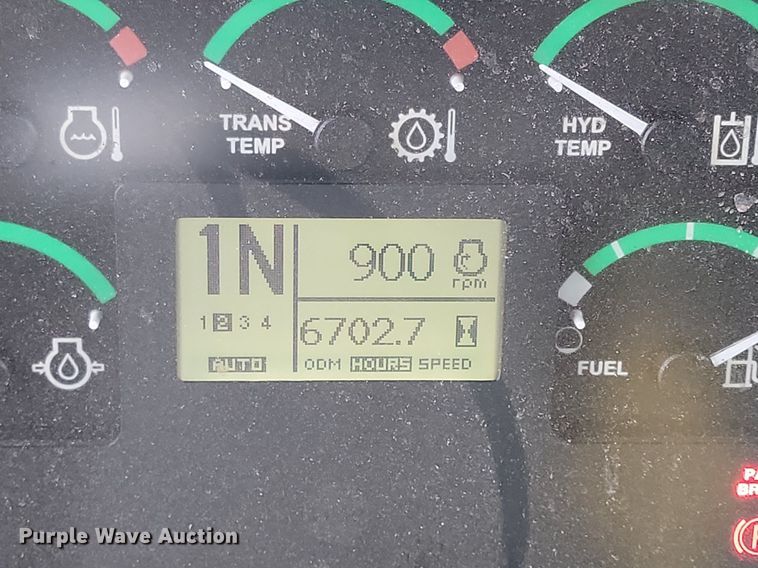 TRANS
TEMP
HYD
TEMP
1N
900
rpm
1 2 3 4
6702.7
AUTO
ODM HOURS SPEED
FUEL
Purple Wave Auction